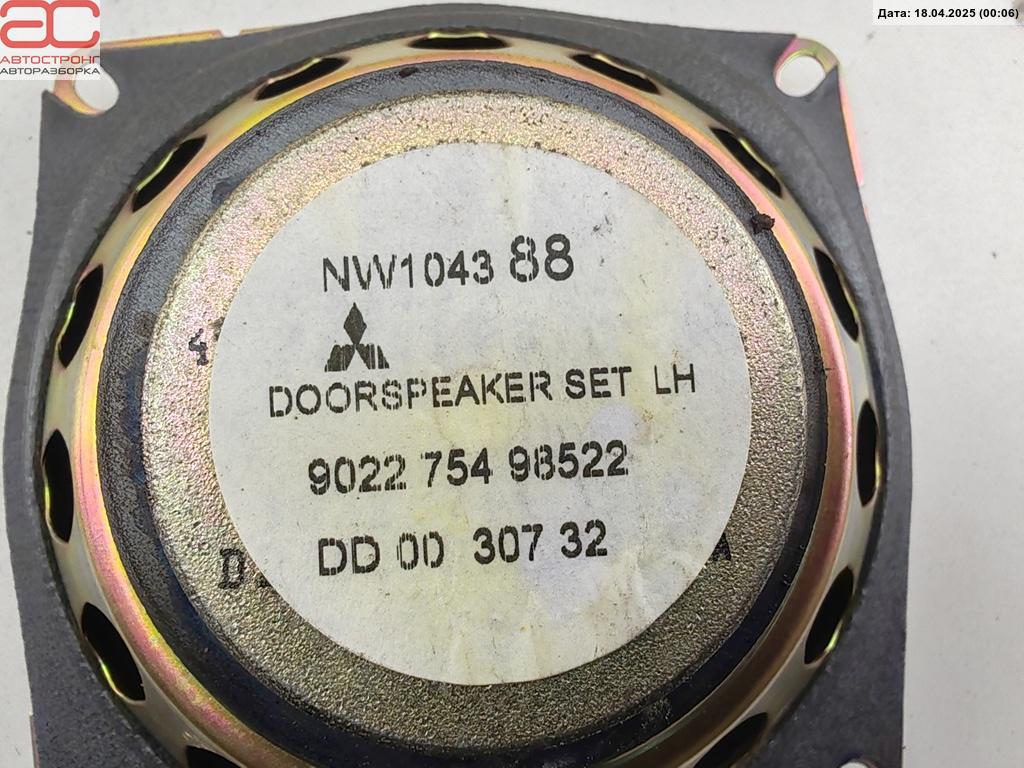 Дата: 18.04.2025 (00:06)
АВТОСТРОНГ
АВТОРАЗБОРКА
NW1043 88
DOORSPEAKER SET LH
9022 754 98522
DD 00 307 32